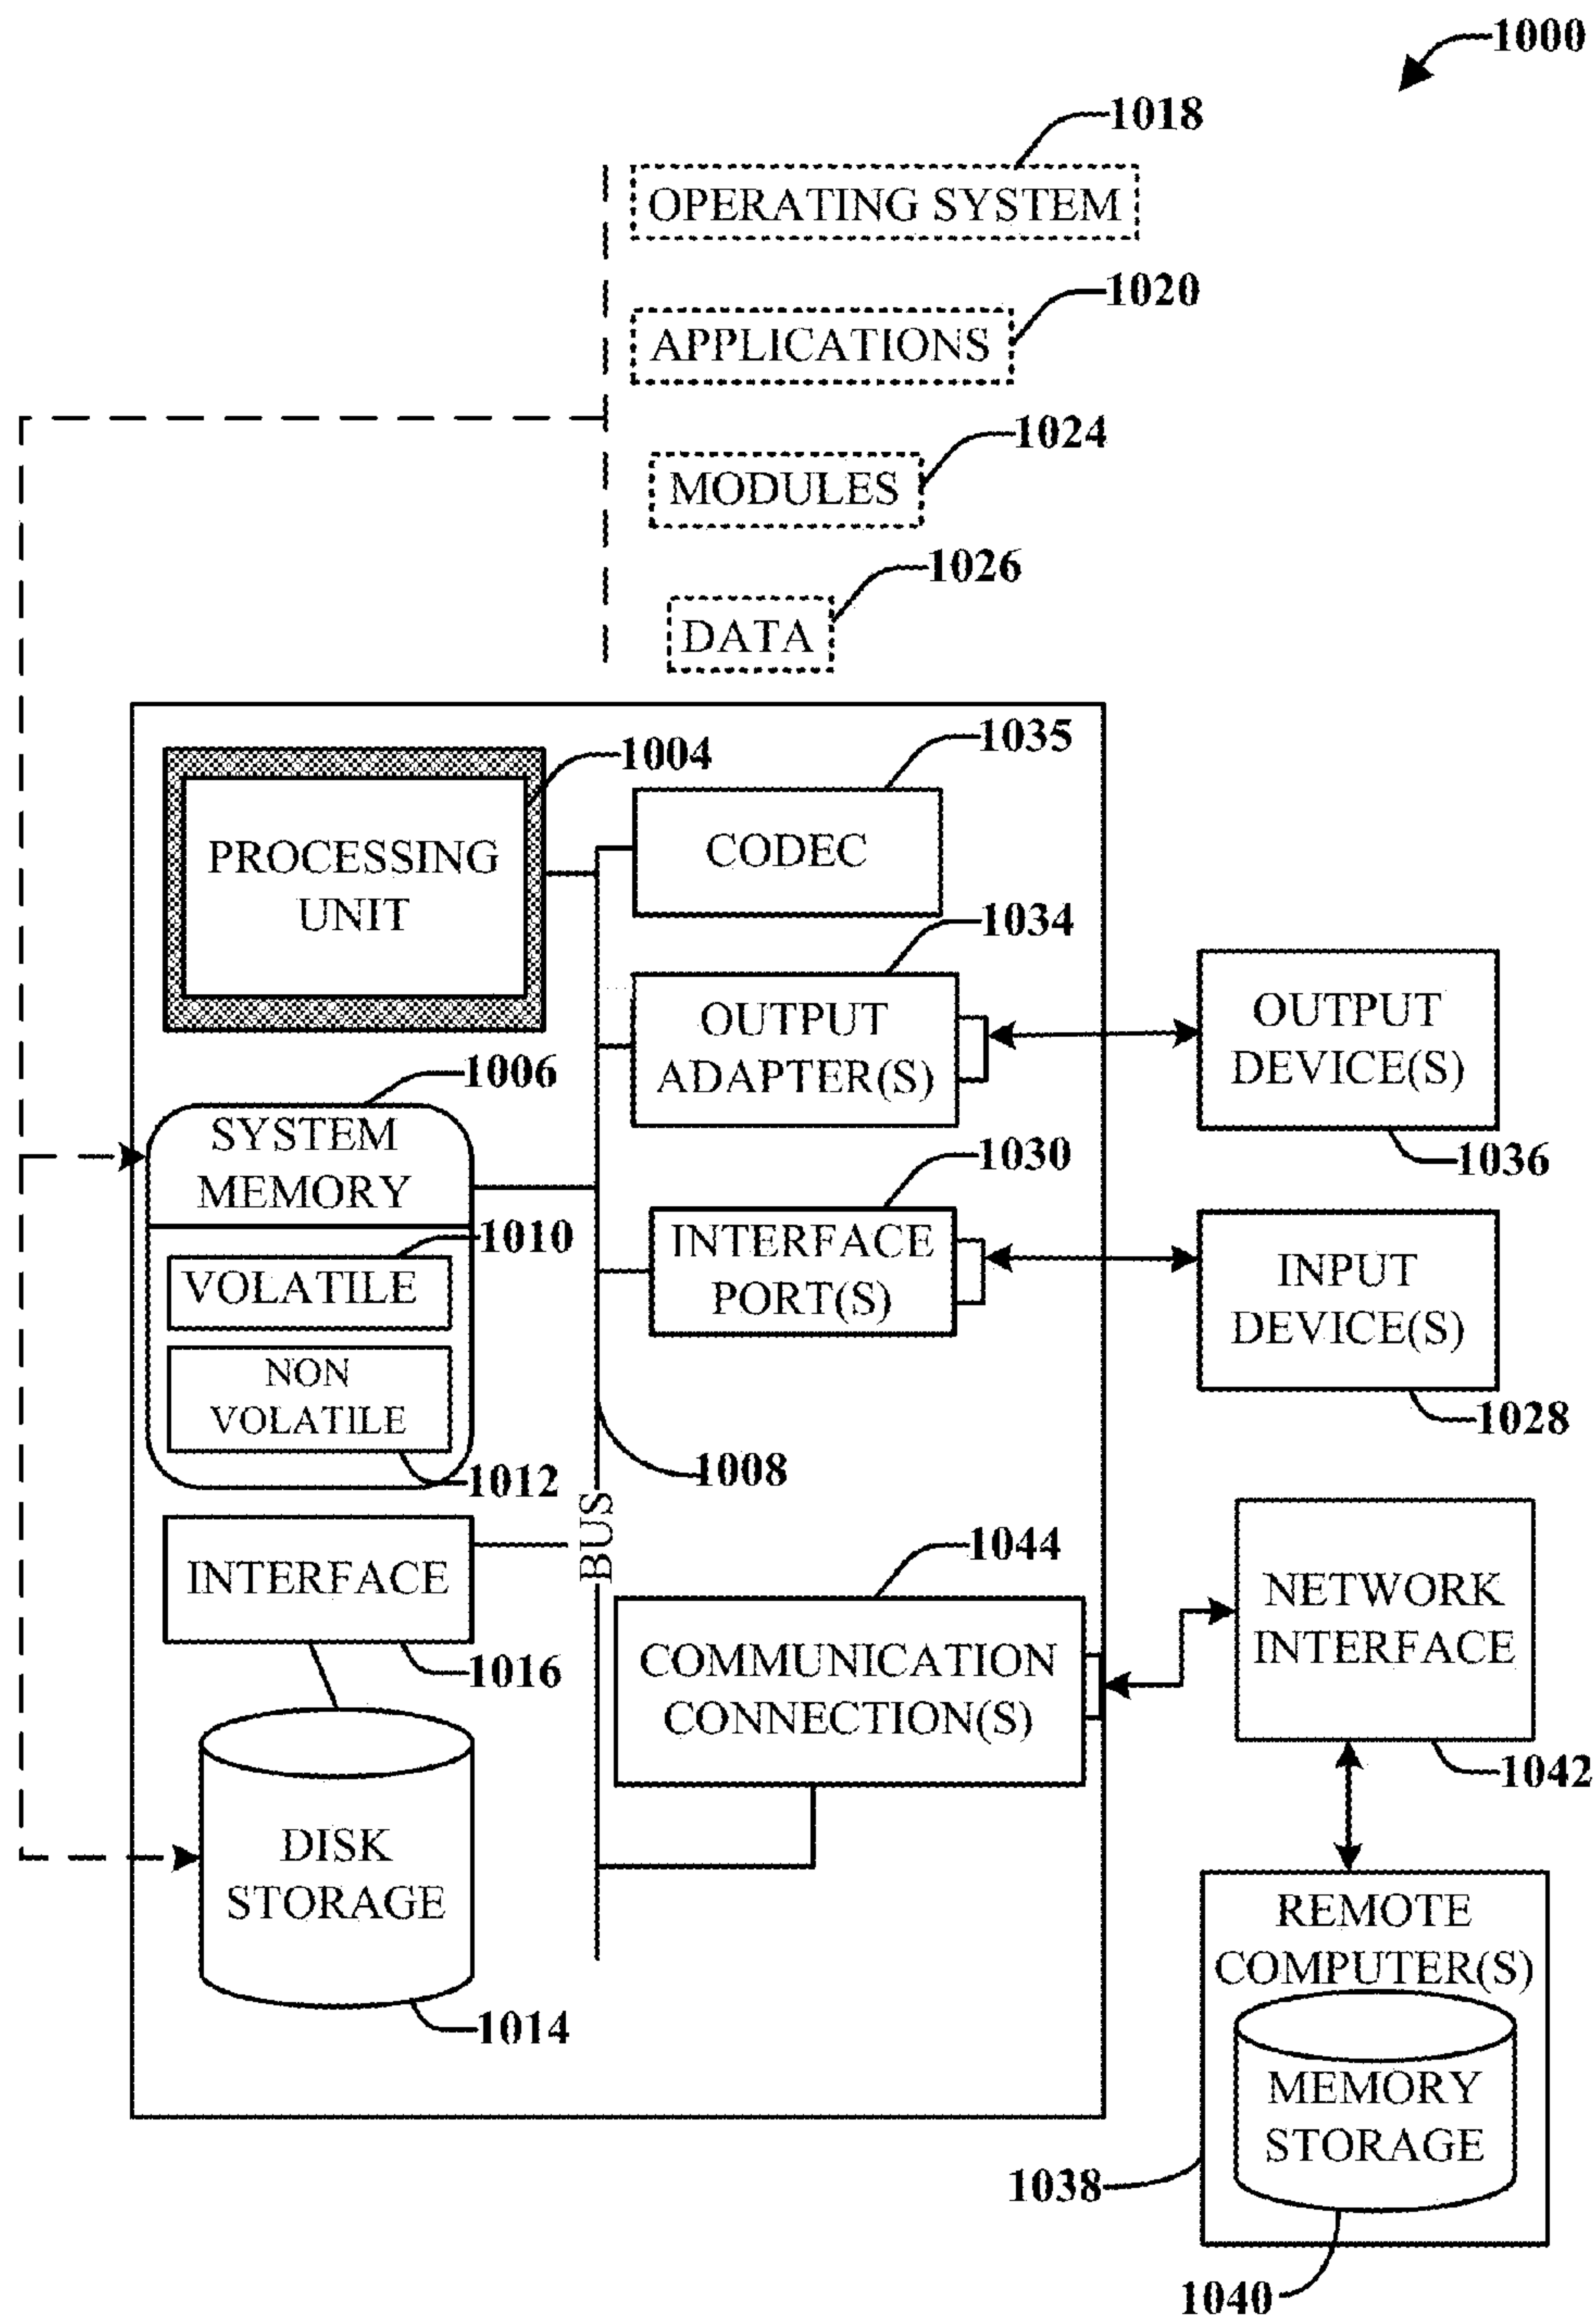 1000
1018
OPERATING SYSTEM
1020
APPLICATIONS
1024
MODULES
1026
DATA
1035
1004
PROCESSING
UNIT
CODEC
1034
OUTPUT
ADAPTER(S)
OUTPUT
DEVICE(S)
1036
1006
SYSTEM
MEMORY
1030
1010
VOLATILE
INTERFACE
PORT(S)
INPUT
DEVICE(S)
1028
NON
VOLATILE
1012
1008
BUS
INTERFACE
1016
1044
COMMUNICATION
CONNECTION(S)
NETWORK
INTERFACE
1042
DISK
STORAGE
1014
REMOTE
COMPUTER(S)
MEMORY
STORAGE
1038
1040